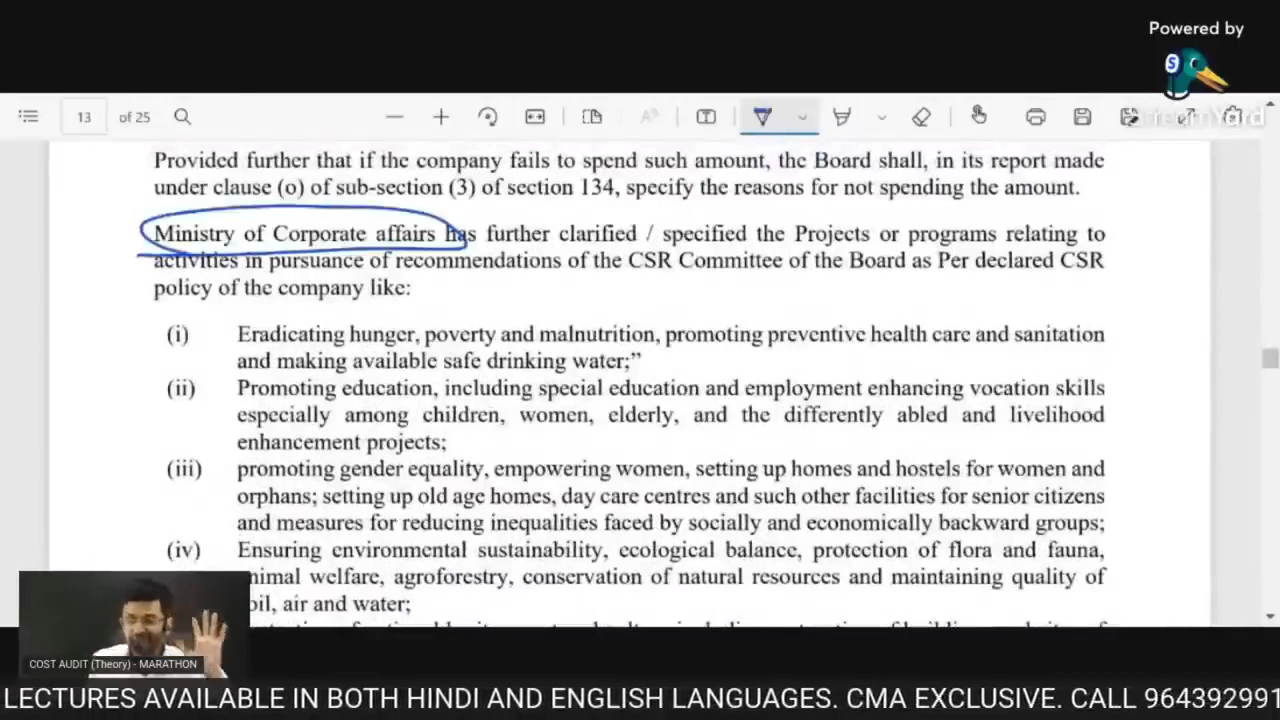 Powered by
S
13 of 25
Provided further that if the company fails to spend such amount, the Board shall, in its report made
under clause (o) of sub-section (3) of section 134, specify the reasons for not spending the amount.
Ministry of Corporate affairs has further clarified / specified the Projects or programs relating to
activities in pursuance of recommendations of the CSR Committee of the Board as Per declared CSR
policy of the company like:
(i) Eradicating hunger, poverty and malnutrition, promoting preventive health care and sanitation
and making available safe drinking water;”
(ii) Promoting education, including special education and employment enhancing vocation skills
especially among children, women, elderly, and the differently abled and livelihood
enhancement projects;
(iii) promoting gender equality, empowering women, setting up homes and hostels for women and
orphans; setting up old age homes, day care centres and such other facilities for senior citizens
and measures for reducing inequalities faced by socially and economically backward groups;
(iv) Ensuring environmental sustainability, ecological balance, protection of flora and fauna,
nimal welfare, agroforestry, conservation of natural resources and maintaining quality of
oil, air and water;
COST AUDIT (Theory) - MARATHON
LECTURES AVAILABLE IN BOTH HINDI AND ENGLISH LANGUAGES. CMA EXCLUSIVE. CALL 964392991